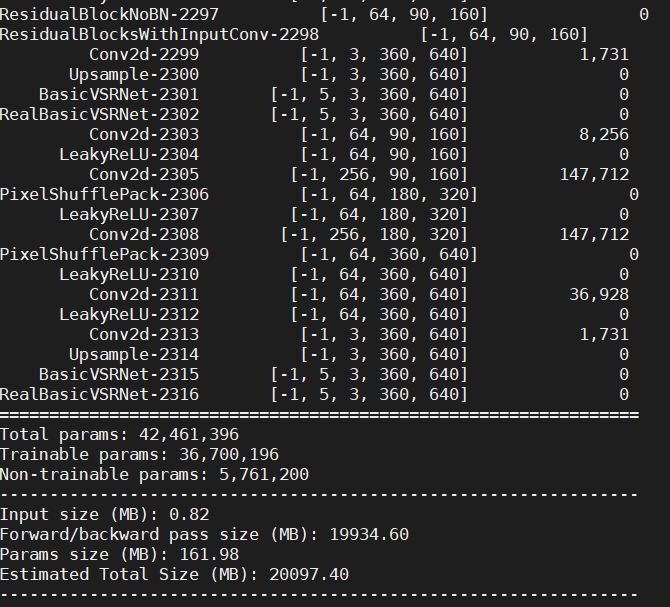 ResidualBlockNoBN-2297 [-1, 64, 90, 160] 0
ResidualBlocksWithInputConv-2298 [-1, 64, 90, 160]
Conv2d-2299 [-1, 3, 360, 640] 1,731
Upsample-2300 [-1, 3, 360, 640] 0
BasicVSRNet-2301 [-1, 5, 3, 360, 640] 0
RealBasicVSRNet-2302 [-1, 5, 3, 360, 640] 0
Conv2d-2303 [-1, 64, 90, 160] 8,256
LeakyReLU-2304 [-1, 64, 90, 160] 0
Conv2d-2305 [-1, 256, 90, 160] 147,712
PixelShufflePack-2306 [-1, 64, 180, 320] 0
LeakyReLU-2307 [-1, 64, 180, 320] 0
Conv2d-2308 [-1, 256, 180, 320] 147,712
PixelShufflePack-2309 [-1, 64, 360, 640] 0
LeakyReLU-2310 [-1, 64, 360, 640] 0
Conv2d-2311 [-1, 64, 360, 640] 36,928
LeakyReLU-2312 [-1, 64, 360, 640] 0
Conv2d-2313 [-1, 3, 360, 640] 1,731
Upsample-2314 [-1, 3, 360, 640] 0
BasicVSRNet-2315 [-1, 5, 3, 360, 640] 0
RealBasicVSRNet-2316 [-1, 5, 3, 360, 640] 0
================================================================
Total params: 42,461,396
Trainable params: 36,700,196
Non-trainable params: 5,761,200
----------------------------------------------------------------
Input size (MB): 0.82
Forward/backward pass size (MB): 19934.60
Params size (MB): 161.98
Estimated Total Size (MB): 20097.40
----------------------------------------------------------------